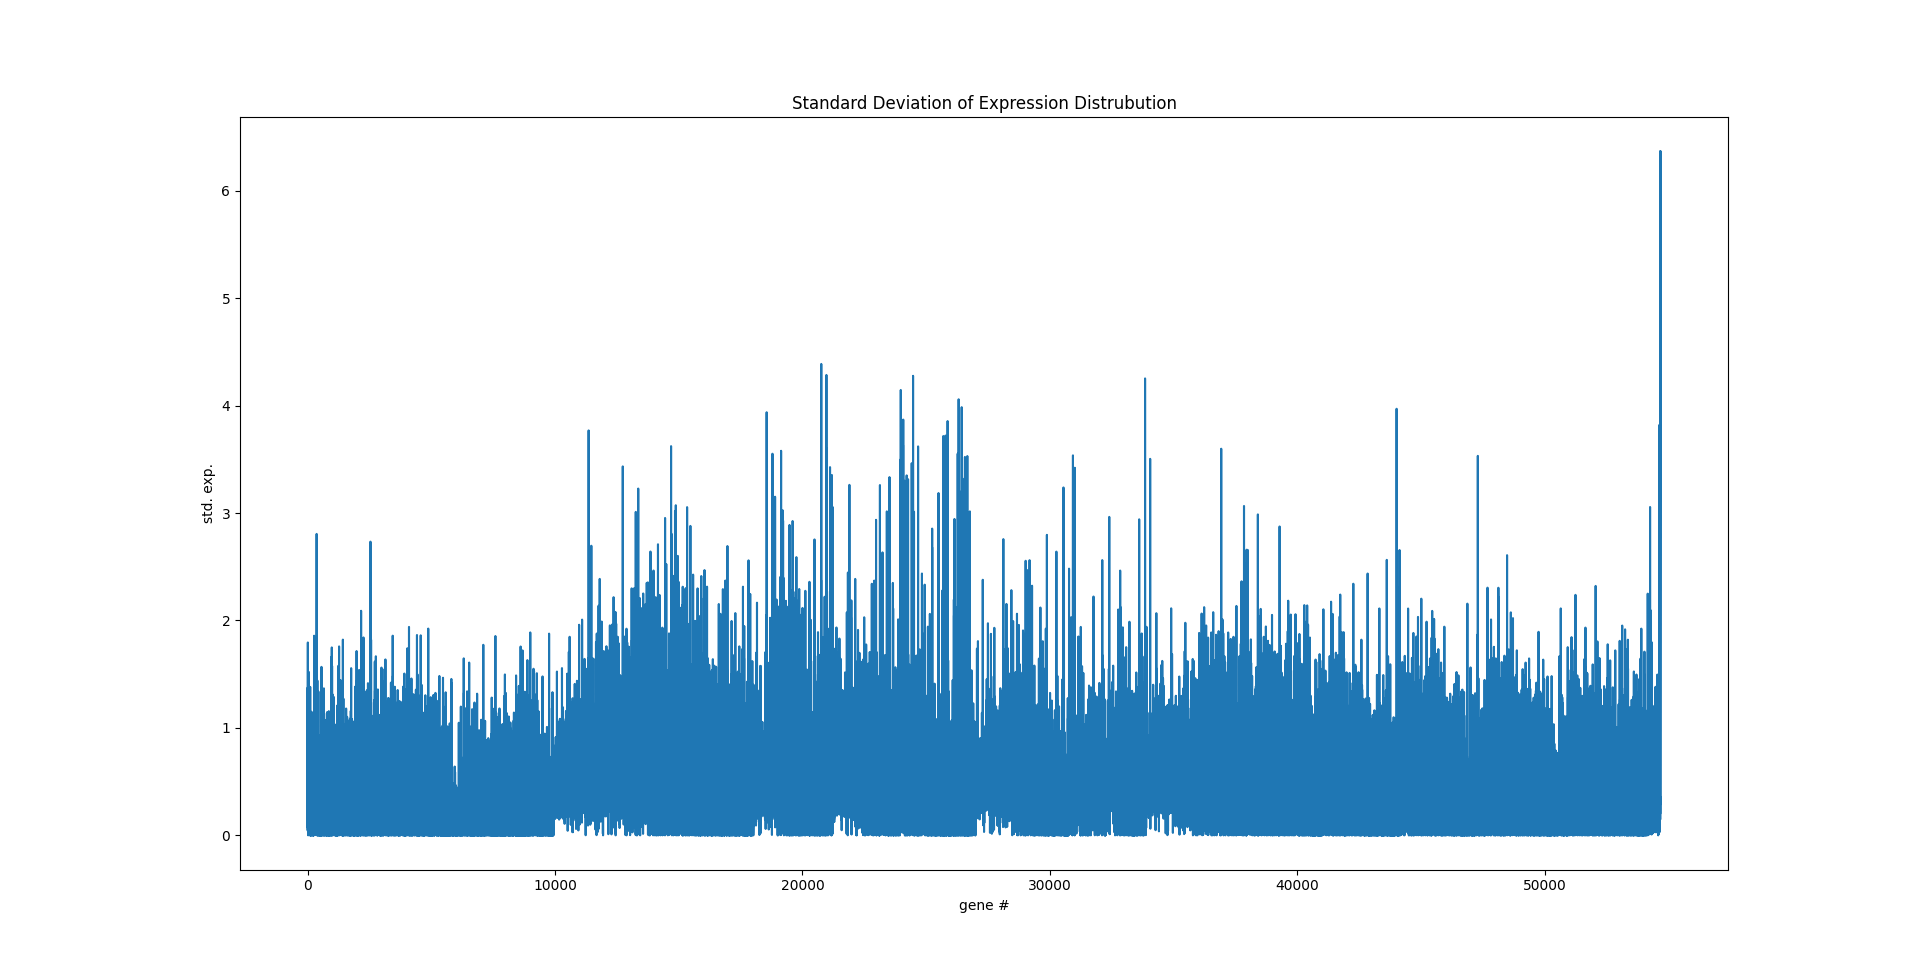 Standard Deviation of Expression Distrubution
6
5
4
3
2
1
0
std. exp.
0 10000 20000 30000 40000 50000
gene #